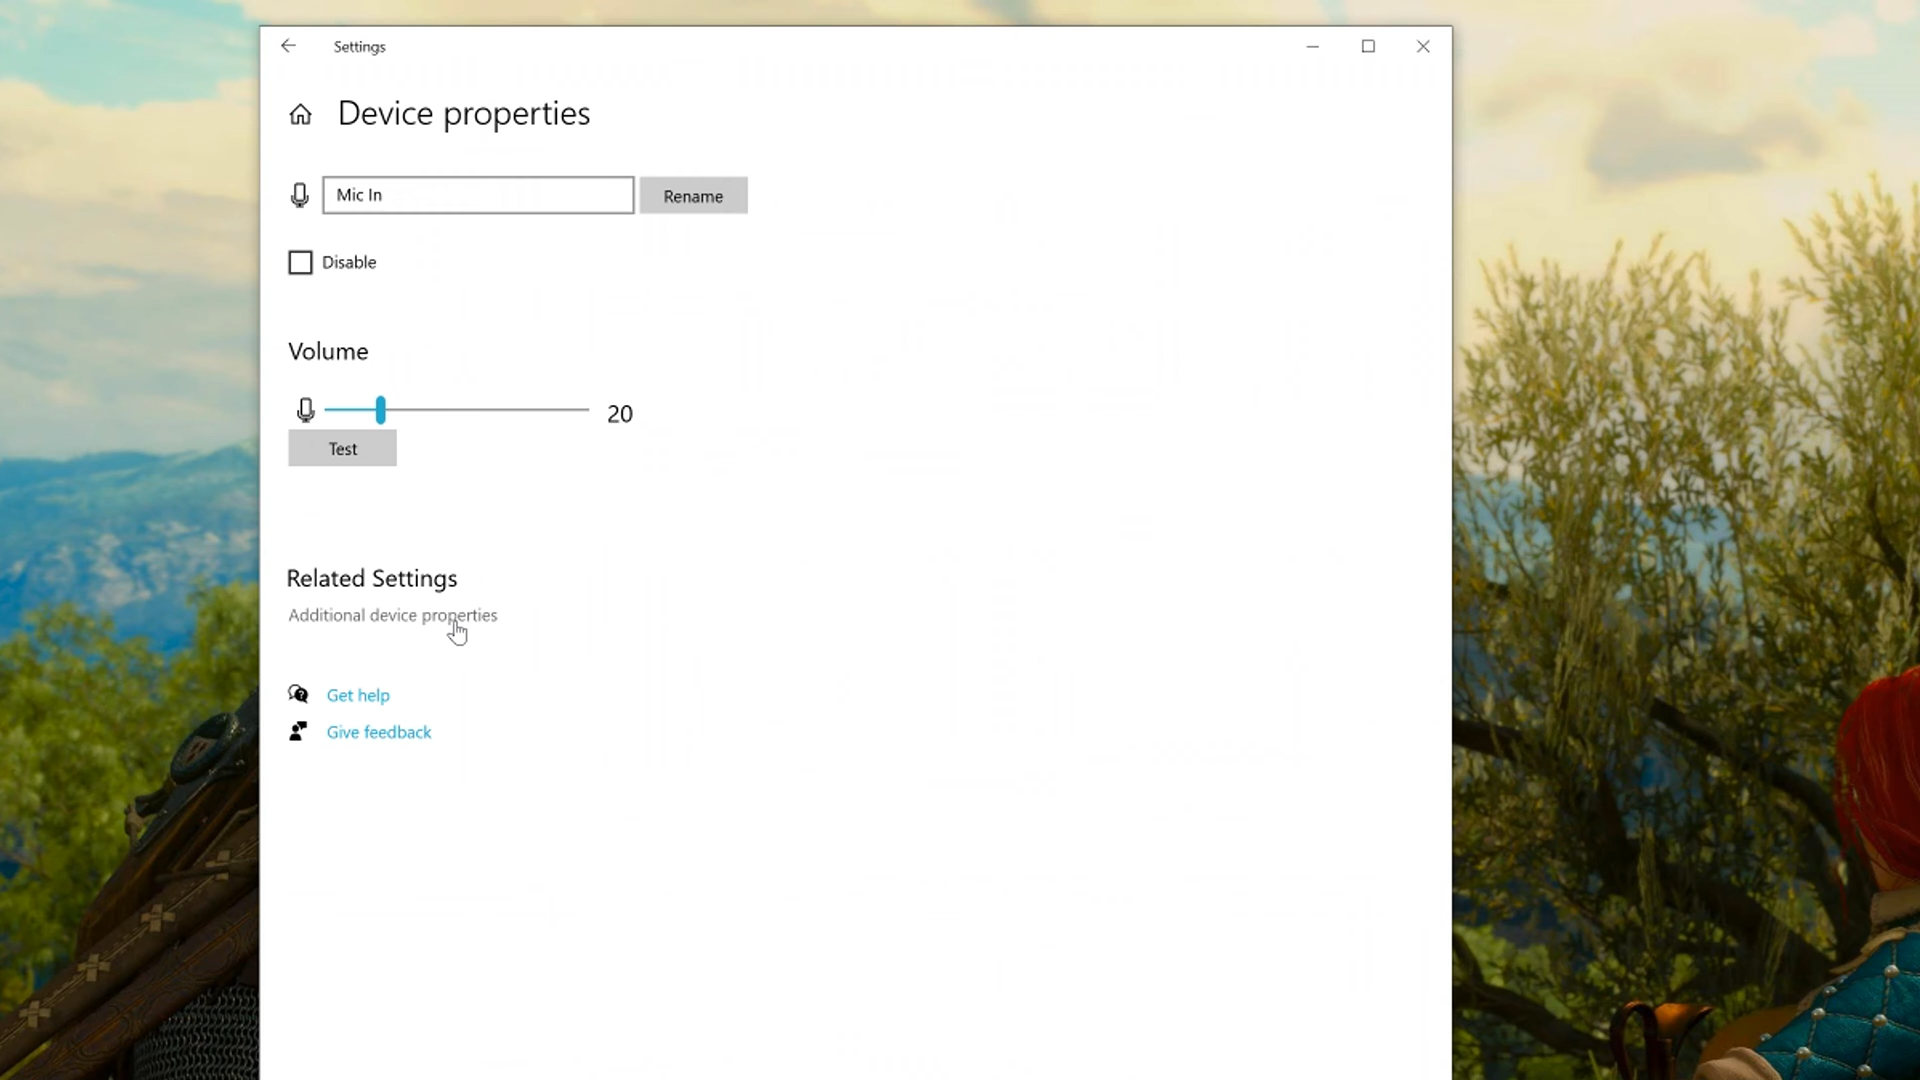 Settings
Device properties
Mic In
Rename
Disable
Volume
20
Test
Related Settings
Additional device properties
Get help
Give feedback